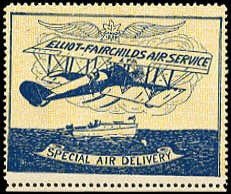 ELLIOT-FAIRCHILDS AIR SERVICE
SPECIAL AIR DELIVERY